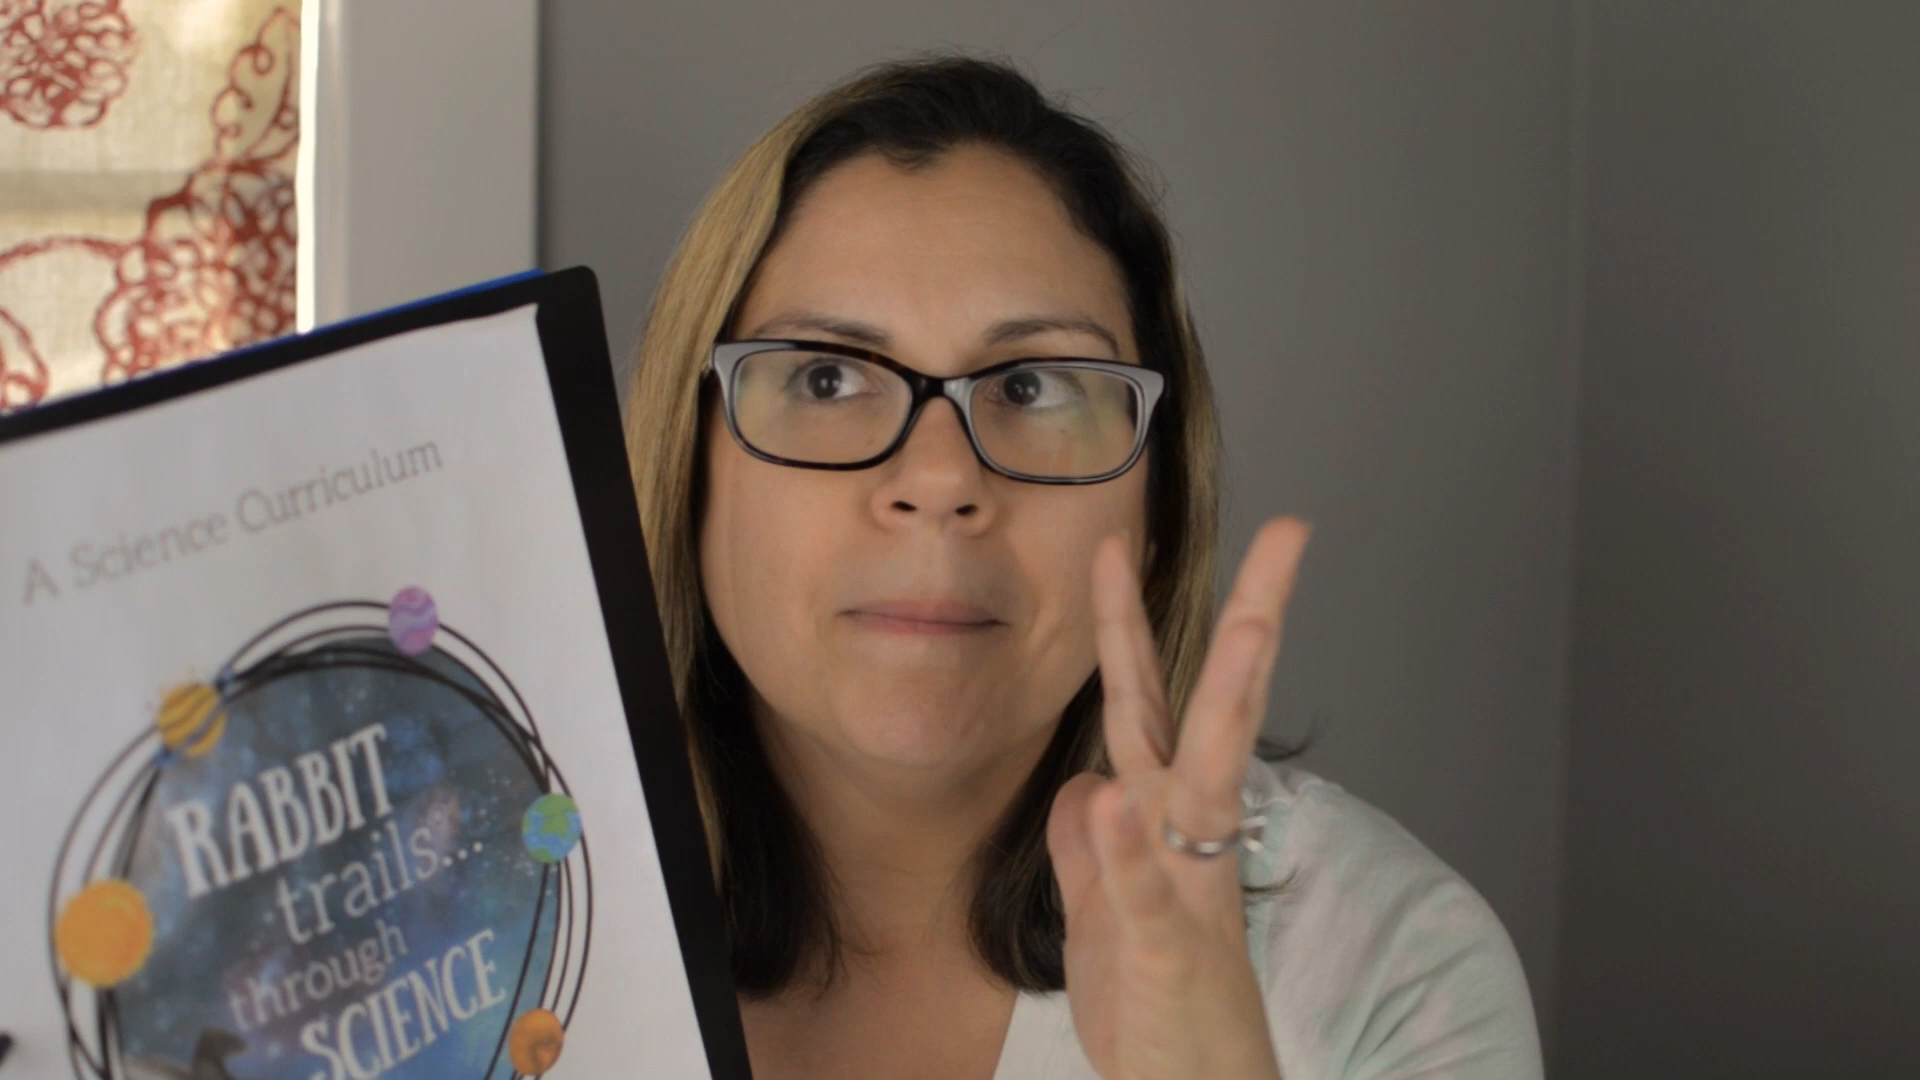 A Science Curriculum
RABBIT
trails...
through
SCIENCE